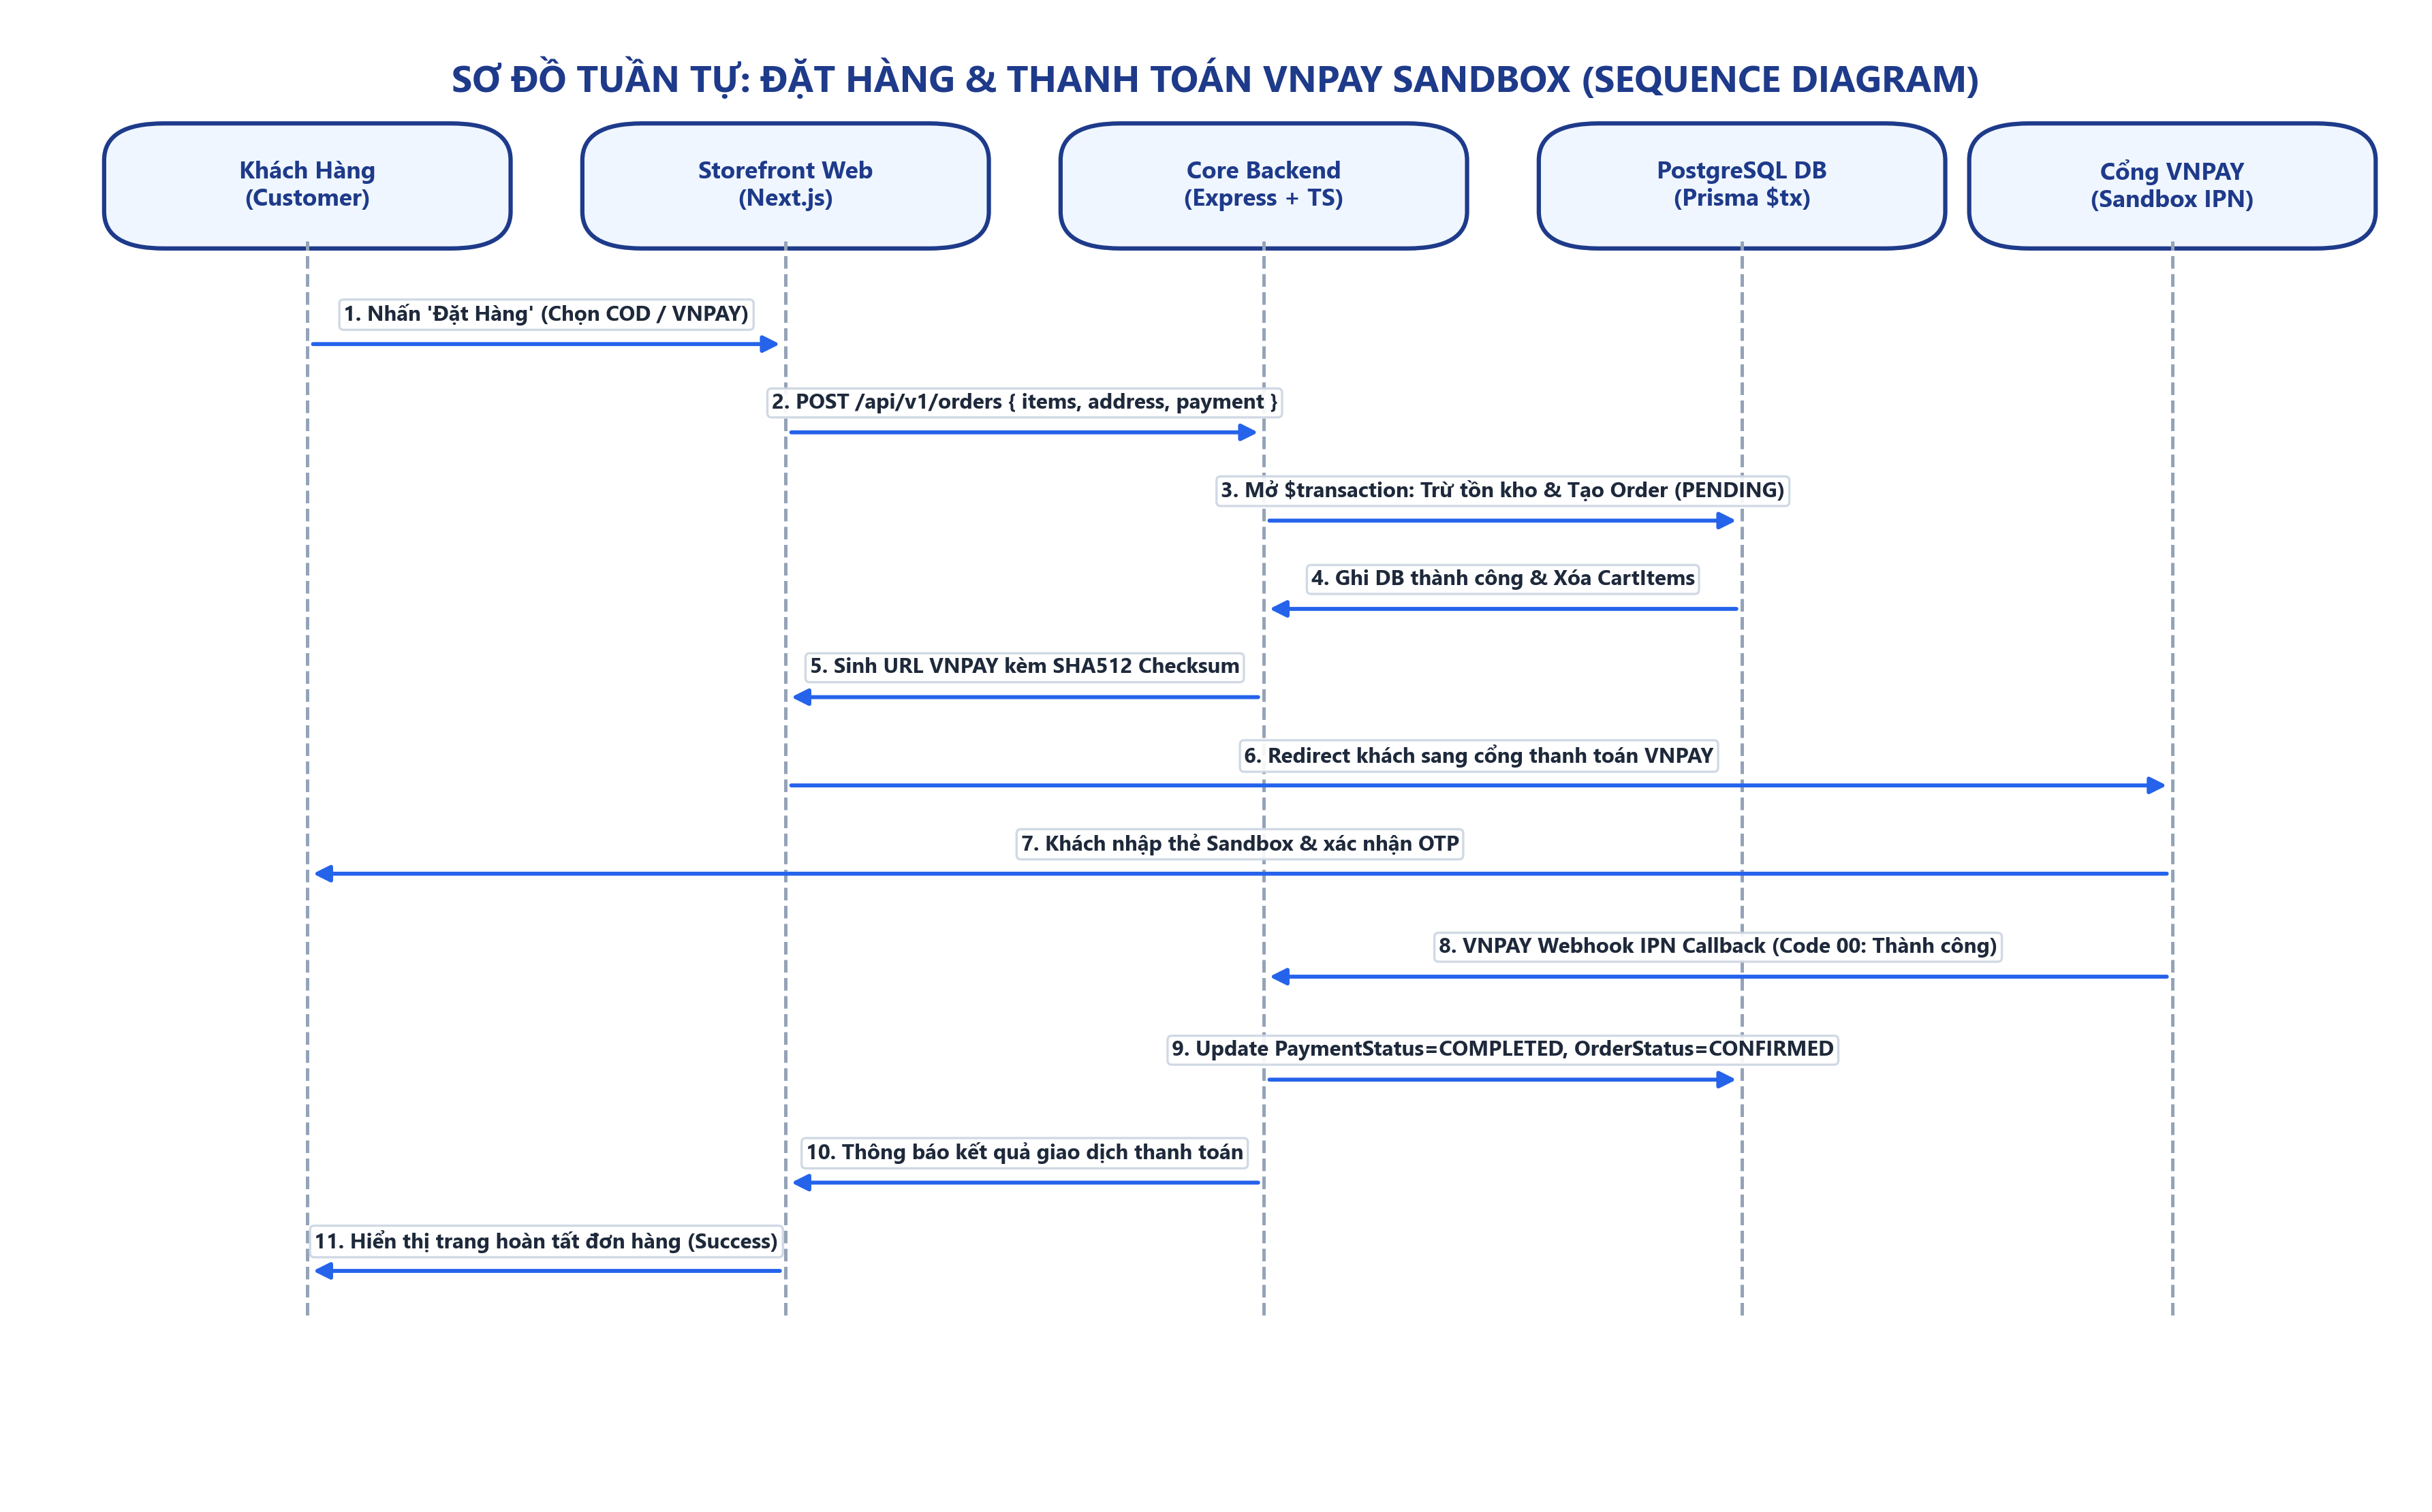 SƠ ĐỒ TUẦN TỰ: ĐẶT HÀNG & THANH TOÁN VNPAY SANDBOX (SEQUENCE DIAGRAM)
Khách Hàng
(Customer)
Storefront Web
(Next.js)
Core Backend
(Express + TS)
PostgreSQL DB
(Prisma $tx)
Cổng VNPAY
(Sandbox IPN)
1. Nhấn 'Đặt Hàng' (Chọn COD / VNPAY)
2. POST /api/v1/orders { items, address, payment }
3. Mở $transaction: Trừ tồn kho & Tạo Order (PENDING)
4. Ghi DB thành công & Xóa CartItems
5. Sinh URL VNPAY kèm SHA512 Checksum
6. Redirect khách sang cổng thanh toán VNPAY
7. Khách nhập thẻ Sandbox & xác nhận OTP
8. VNPAY Webhook IPN Callback (Code 00: Thành công)
9. Update PaymentStatus=COMPLETED, OrderStatus=CONFIRMED
10. Thông báo kết quả giao dịch thanh toán
11. Hiển thị trang hoàn tất đơn hàng (Success)